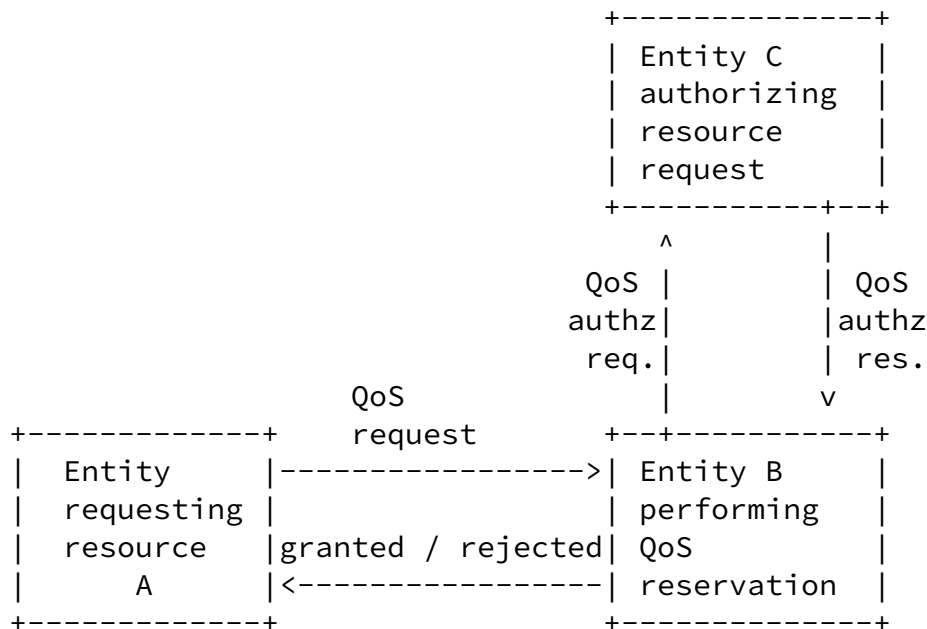 Entity C
authorizing
resource
request
QoS QoS
authz authz
req. res.
QoS
request
Entity Entity B
requesting performing
resource granted / rejected QoS
A reservation